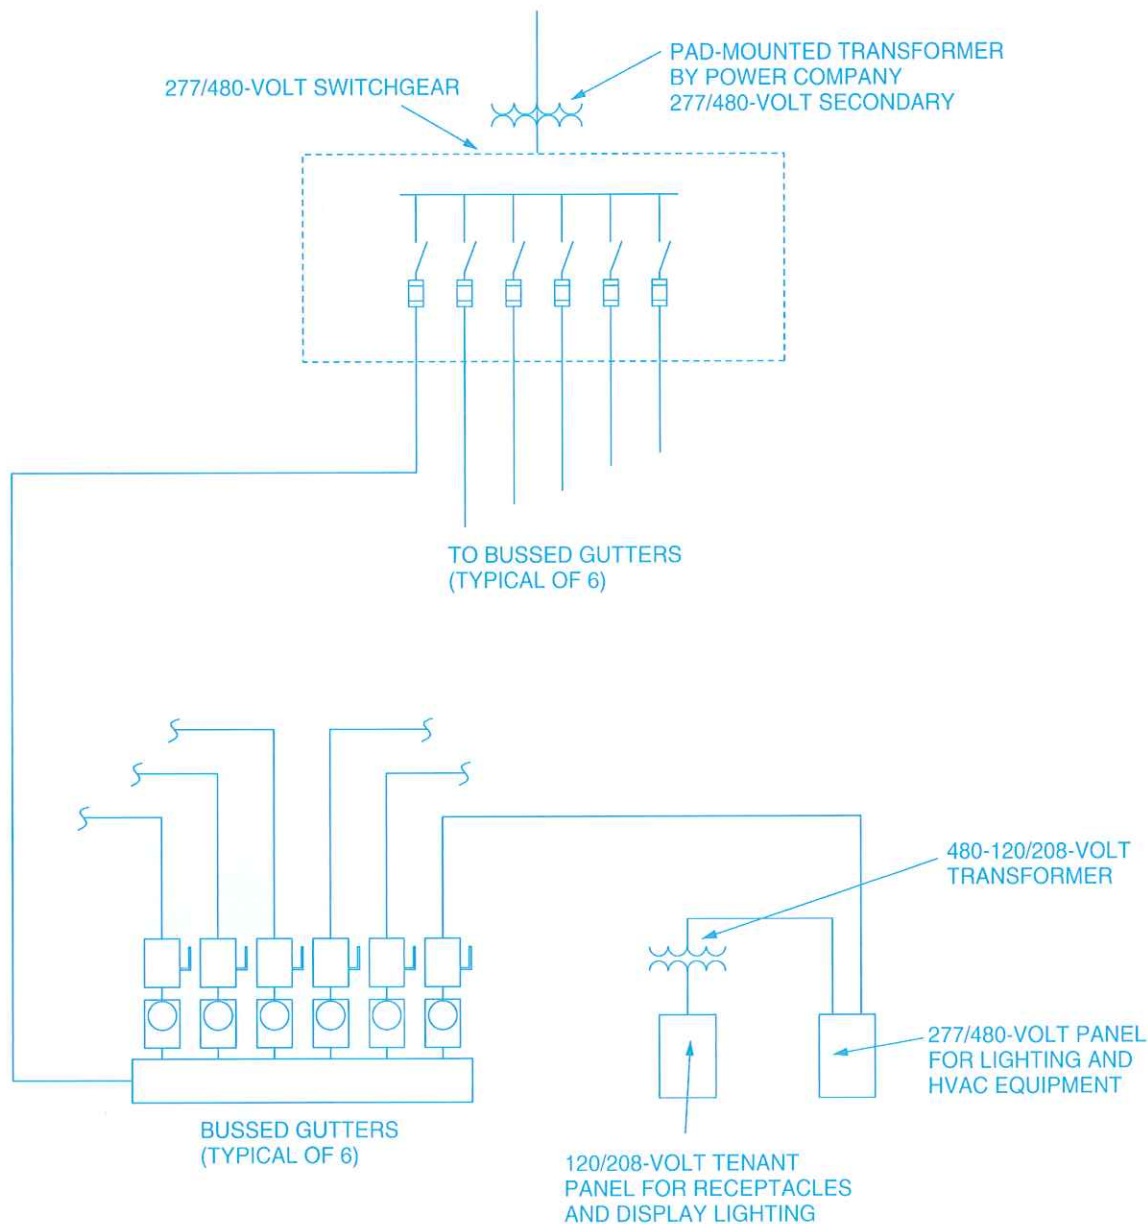 PAD-MOUNTED TRANSFORMER
BY POWER COMPANY
277/480-VOLT SECONDARY
277/480-VOLT SWITCHGEAR
TO BUSSED GUTTERS
(TYPICAL OF 6)
480-120/208-VOLT
TRANSFORMER
277/480-VOLT PANEL
FOR LIGHTING AND
HVAC EQUIPMENT
BUSSED GUTTERS
(TYPICAL OF 6)
120/208-VOLT TENANT
PANEL FOR RECEPTACLES
AND DISPLAY LIGHTING